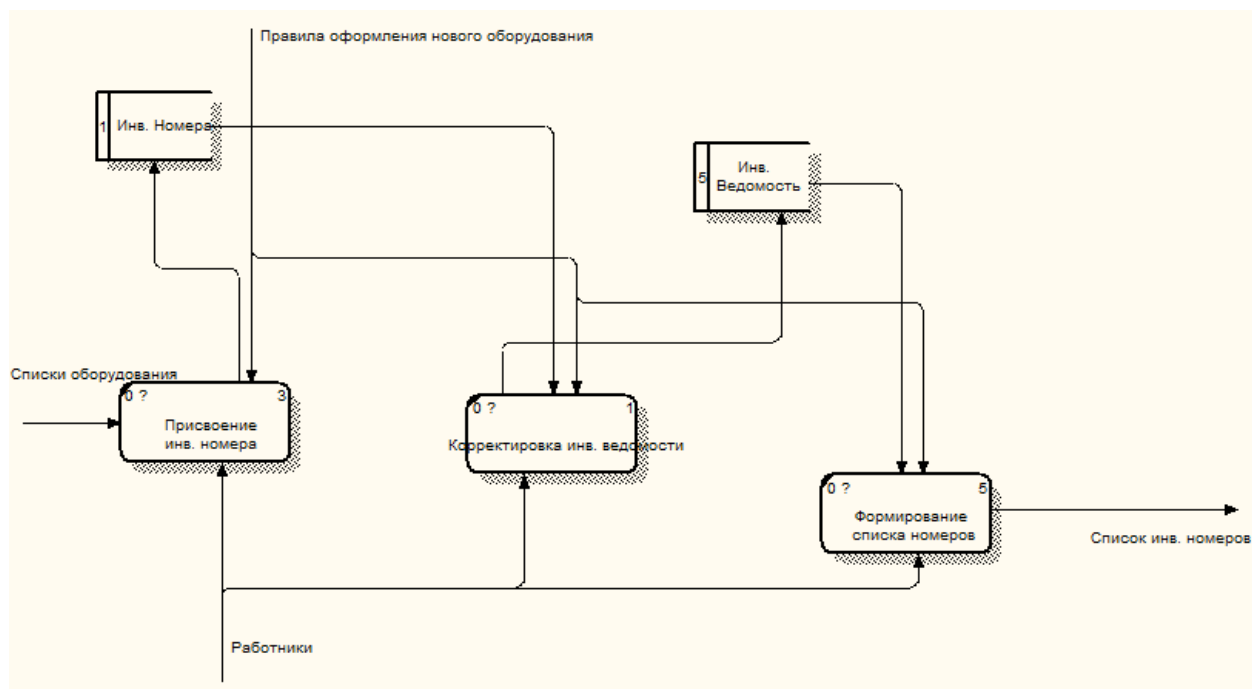 Правила оформления нового оборудования
1
Инв. Номера
5
Инв.
Ведомость
Списки оборудования
0 ?
3
Присвоение
инв. номера
0 ?
1
Корректировка инв. ведомости
0 ?
5
Формирование
списка номеров
Список инв. номеров
Работники